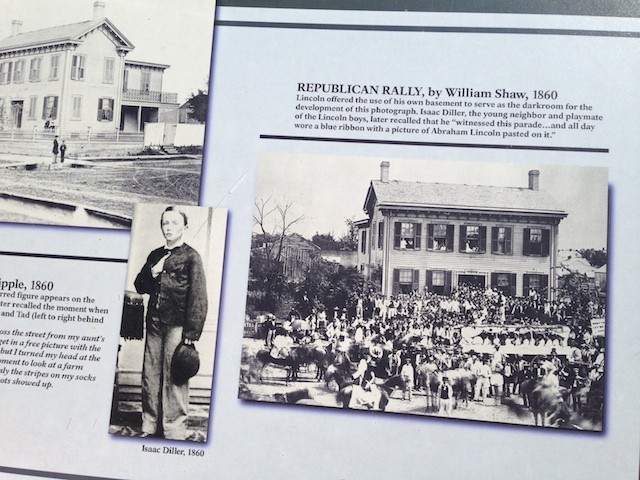 REPUBLICAN RALLY, by William Shaw, 1860
Lincoln offered the use of his own basement to serve as the darkroom for the
development of this photograph. Isaac Diller, the young neighbor and playmate
of the Lincoln boys, later recalled that he "witnessed this parade...and all day
wore a blue ribbon with a picture of Abraham Lincoln pasted on it."
ipple, 1860
rred figure appears on the
ter recalled the moment when
and Tad (left to right behind
oss the street from my aunt's
get in a free picture with the
but I turned my head at the
ment to look at a farm
nly the stripes on my socks
ots showed up.
Isaac Diller, 1860